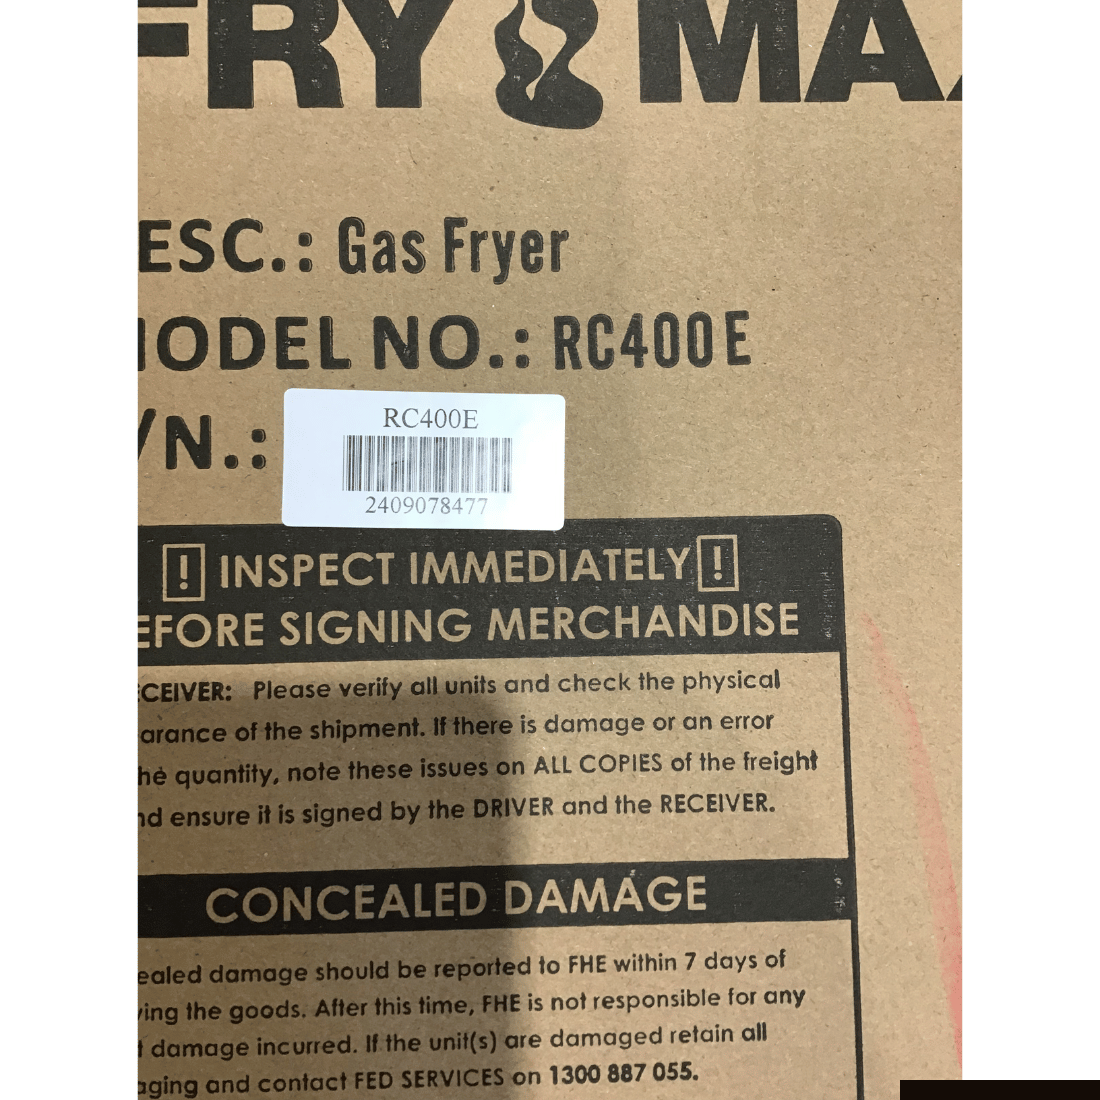 FRY MA
ESC.: Gas Fryer
MODEL NO.: RC400E
/N.:
RC400E
2409078477
! INSPECT IMMEDIATELY !
EFORE SIGNING MERCHANDISE
CEIVER: Please verify all units and check the physical
arance of the shipment. If there is damage or an error
he quantity, note these issues on ALL COPIES of the freight
nd ensure it is signed by the DRIVER and the RECEIVER.
CONCEALED DAMAGE
ealed damage should be reported to FHE within 7 days of
ing the goods. After this time, FHE is not responsible for any
damage incurred. If the unit(s) are damaged retain all
aging and contact FED SERVICES on 1300 887 055.